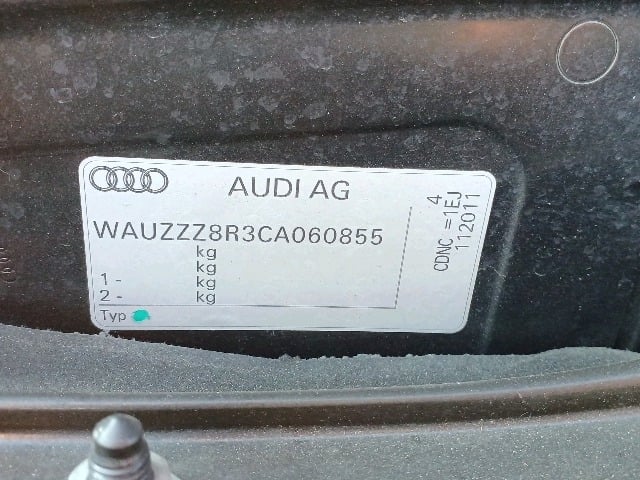 AUDI AG
WAUZZZ8R3CA060855
kg
kg
1 - kg
2 - kg
Typ
4
CDNC =1EJ
112011